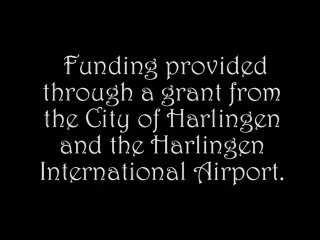 Funding provided
through a grant from
the City of Harlingen
and the Harlingen
International Airport.